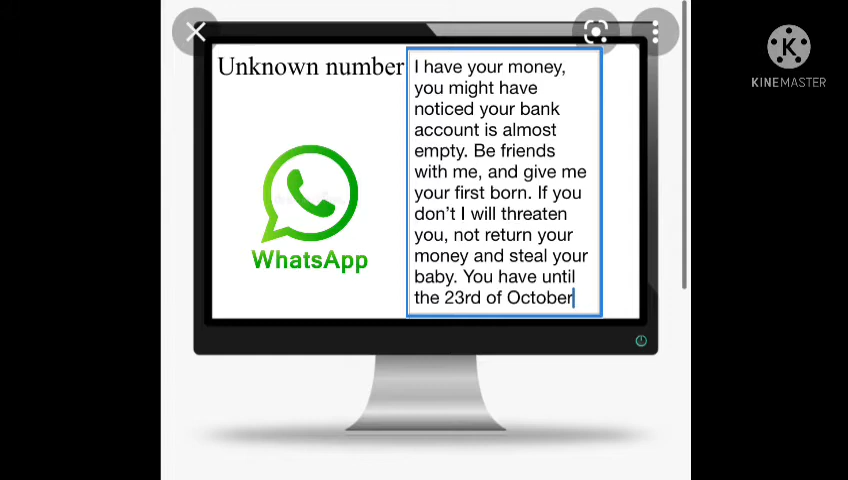 Unknown number
I have your money,
you might have
noticed your bank
account is almost
empty. Be friends
with me, and give me
your first born. If you
don't I will threaten
you, not return your
money and steal your
baby. You have until
the 23rd of October
WhatsApp
K
KINEMASTER